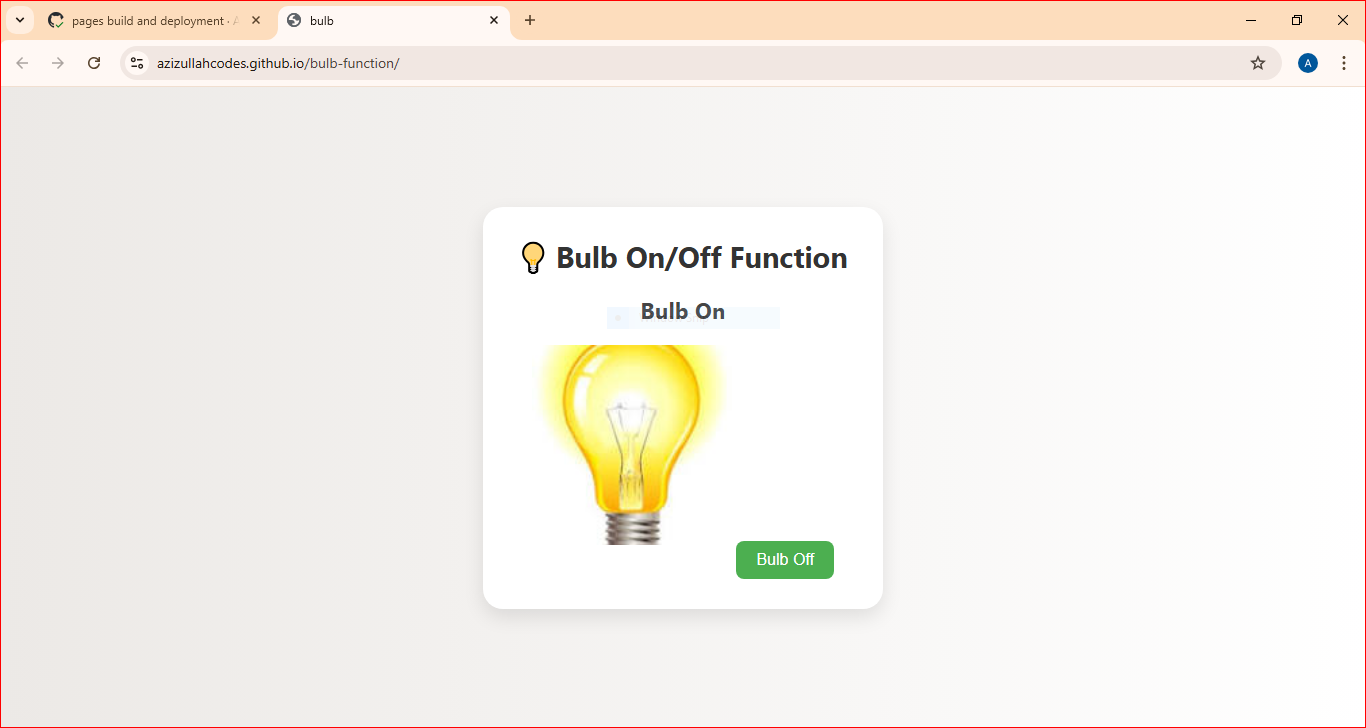 pages build and deployment ·
bulb
azizullahcodes.github.io/bulb-function/
A
Bulb On/Off Function
Bulb On
Bulb Off